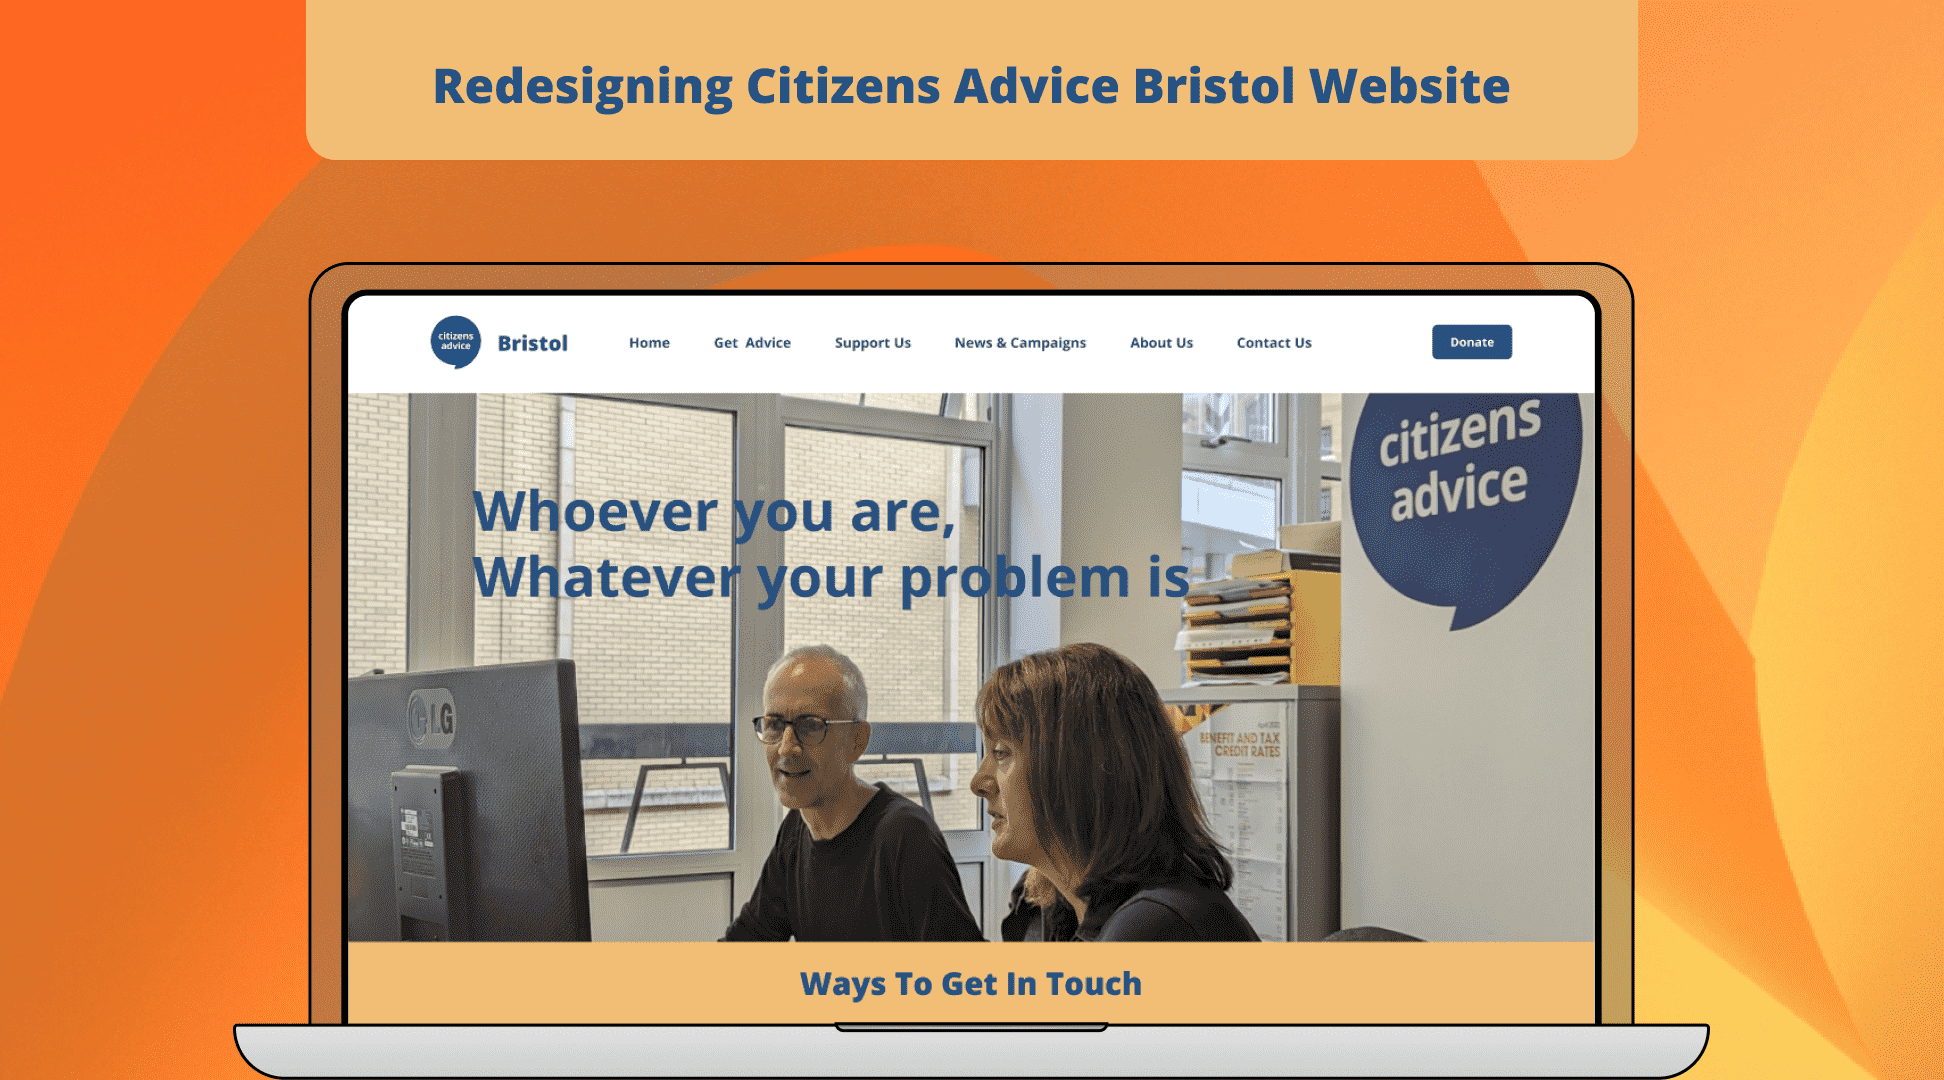 Redesigning Citizens Advice Bristol Website
citizens
advice
Bristol
Home
Get Advice
Support Us
News & Campaigns
About Us
Contact Us
Donate
citizens
advice
Whoever you are,
Whatever your problem is
LG
BENEFIT AND TAX
CREDIT RATES
Ways To Get In Touch